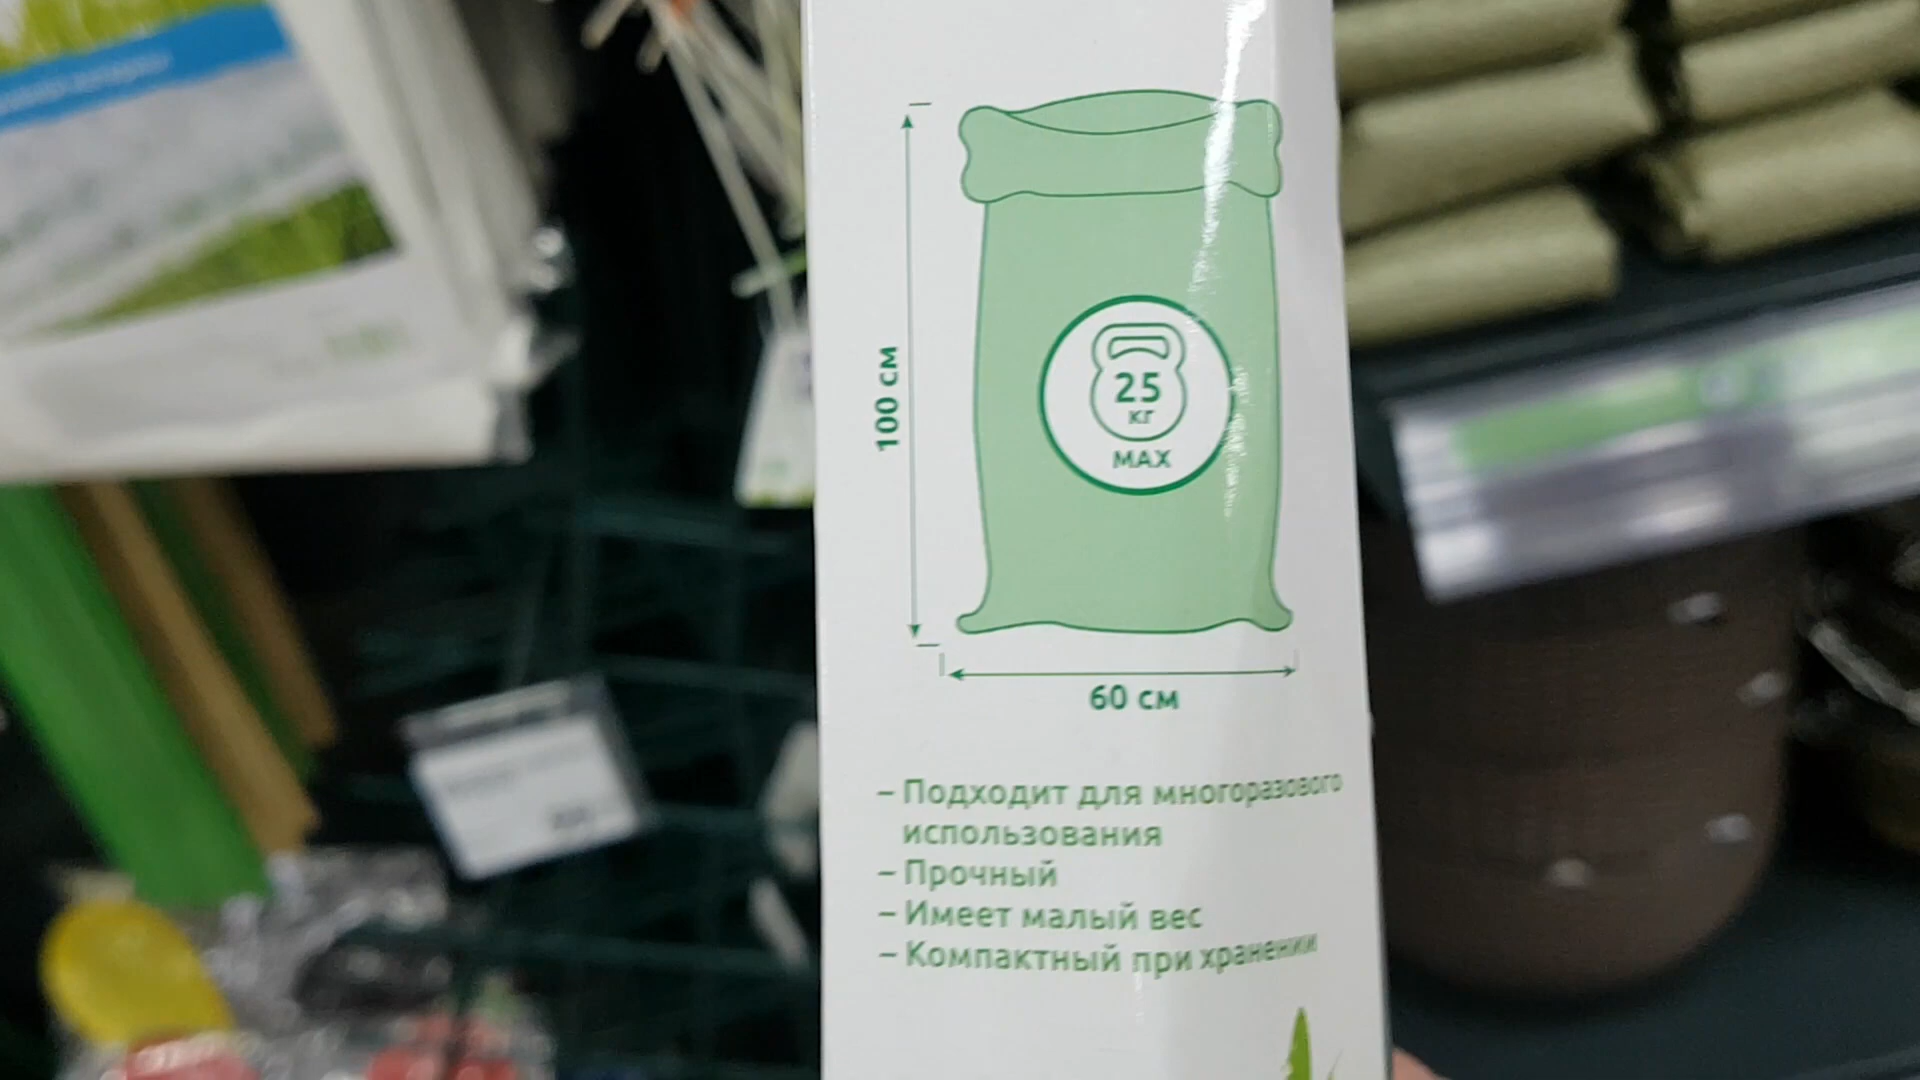 100 см
25
кг
MAX
60 см
– Подходит для многоразового
использования
– Прочный
– Имеет малый вес
– Компактный при хранении